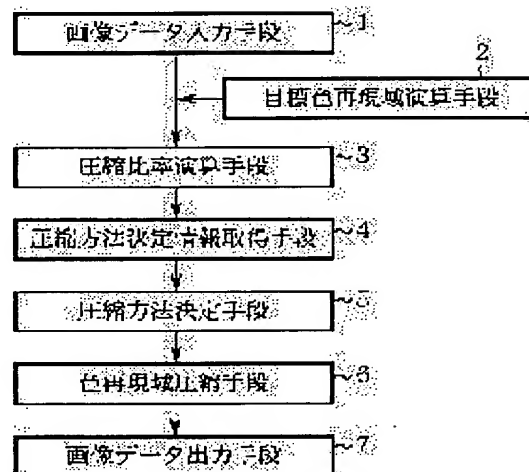 画像データ入力手段 ~1
2
目標色再現域演算手段
圧縮比率演算手段 ~3
圧縮方法決定情報取得手段 ~4
圧縮方法決定手段 ~5
色再現域圧縮手段 ~6
画像データ出力手段 ~7